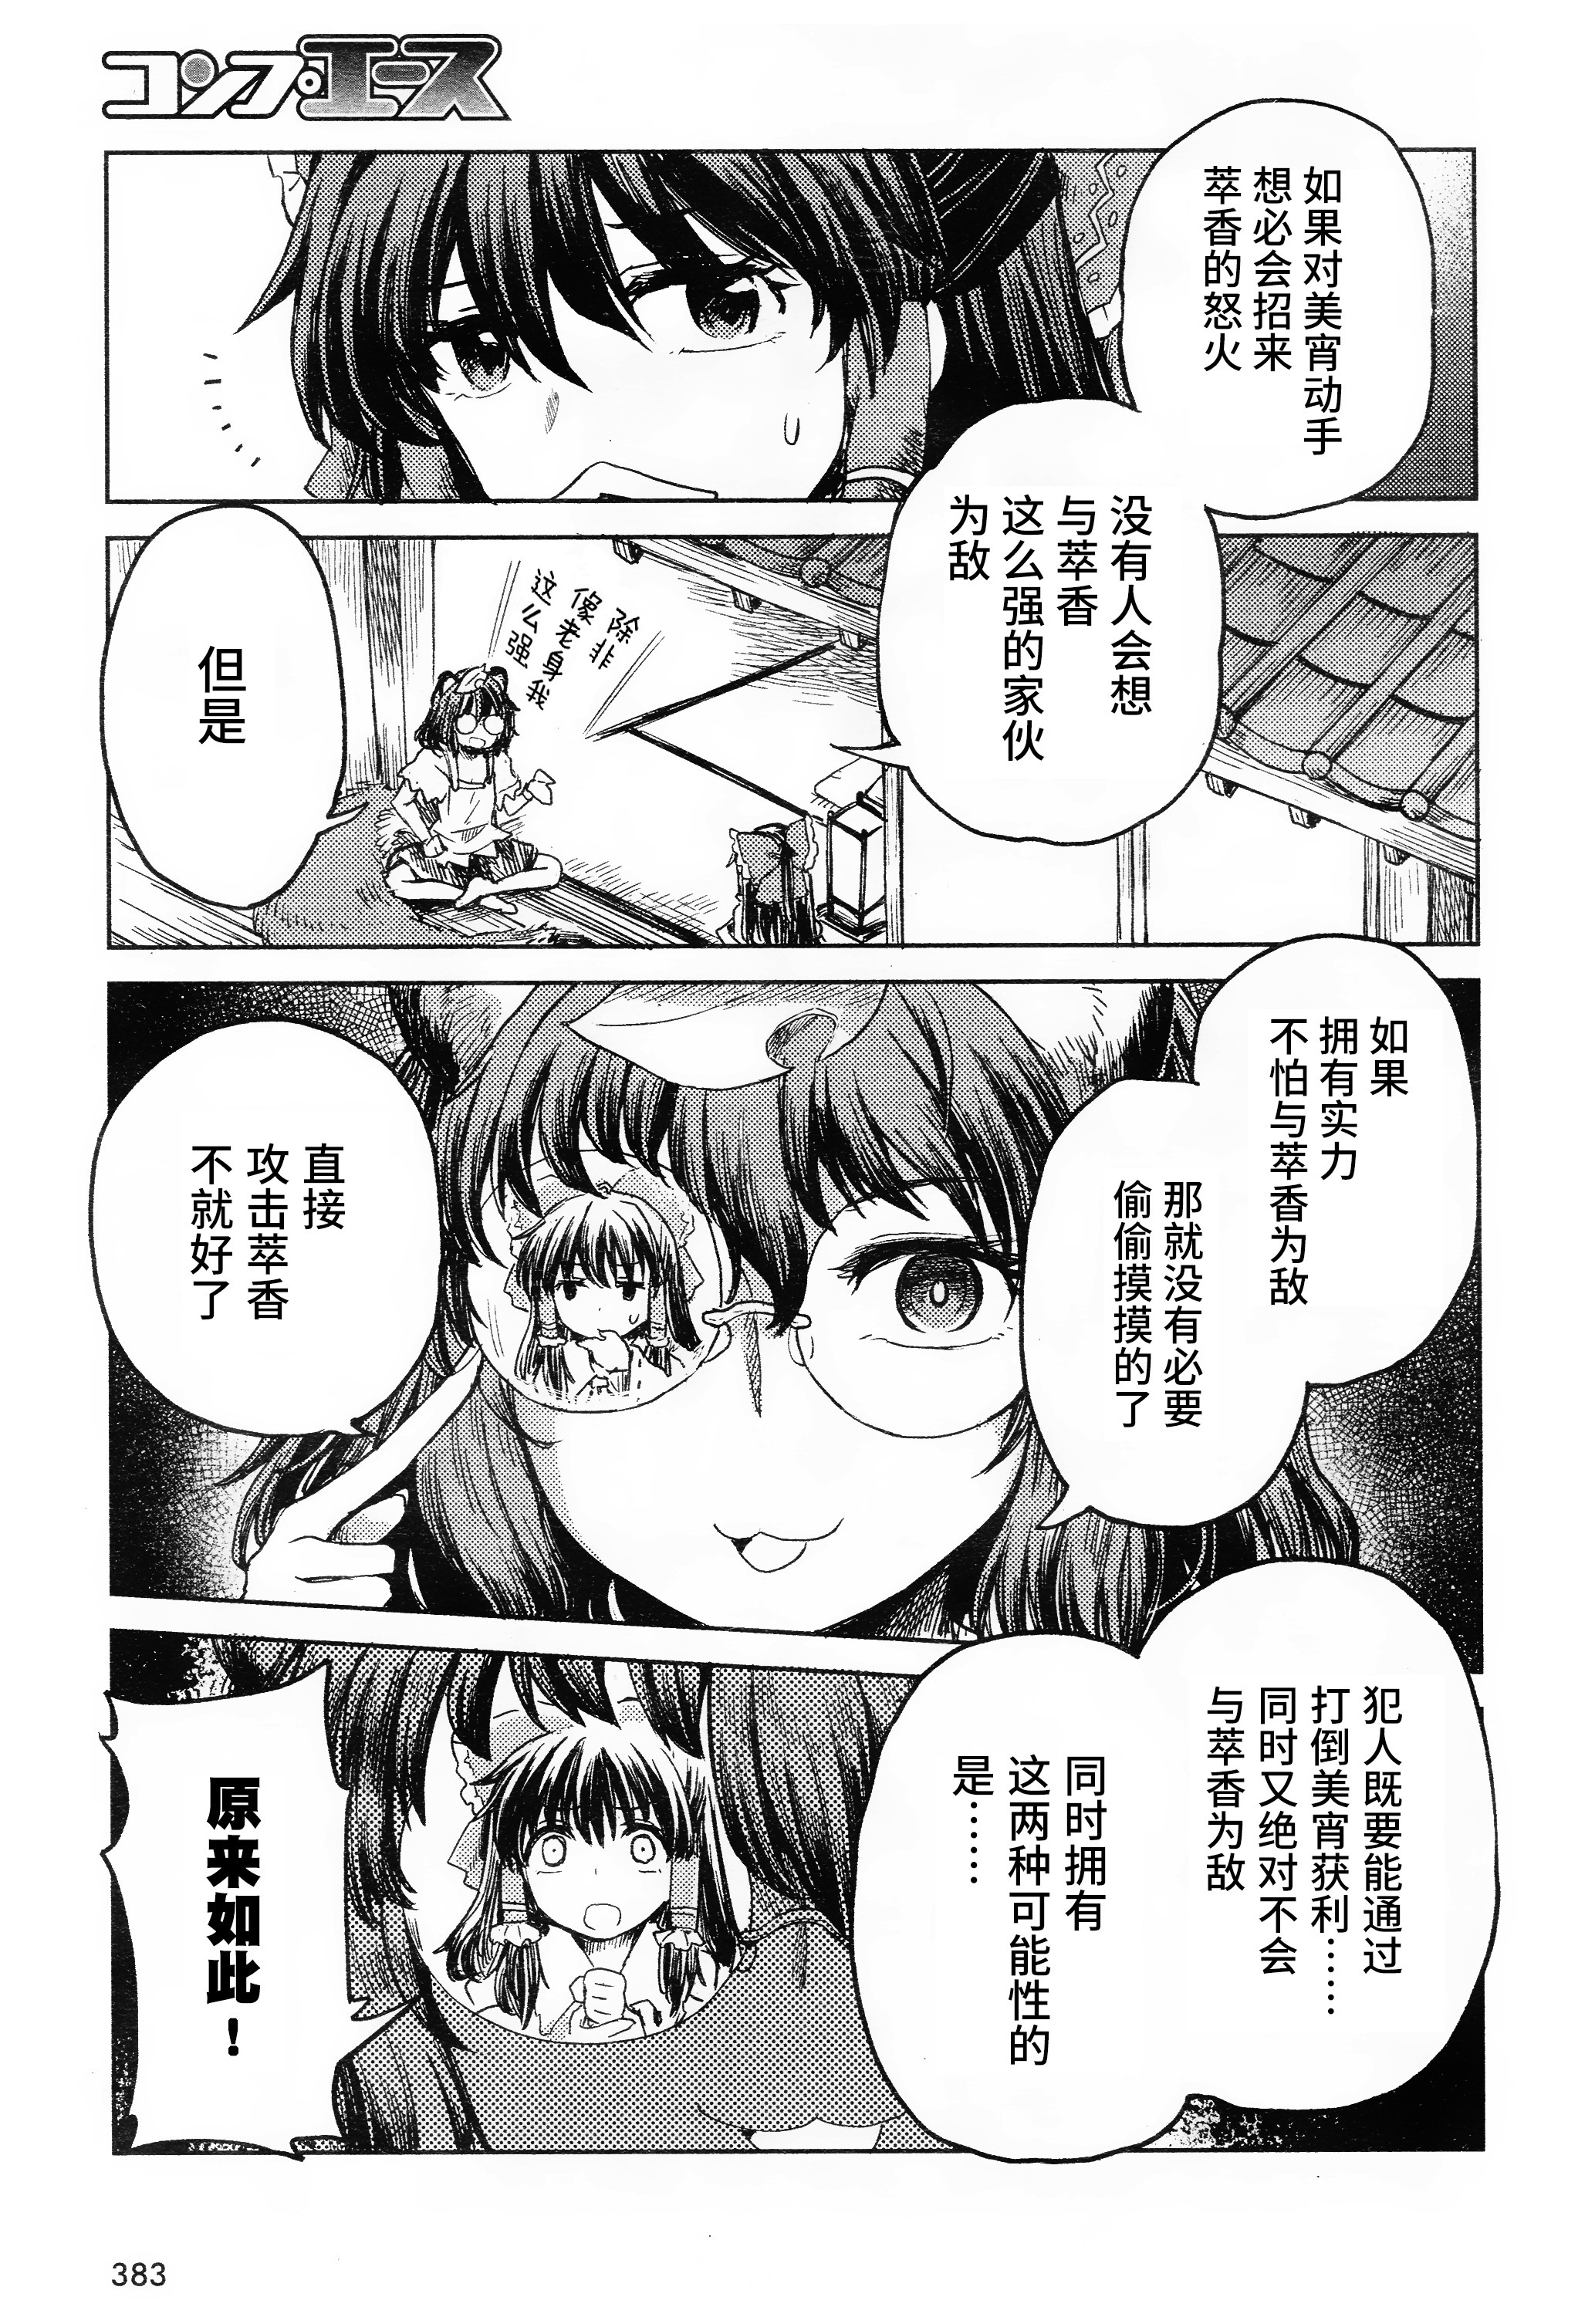 コンプエース
如果对美宵动手
想必会招来
萃香的怒火
没有人会想
与萃香
这么强的家伙
为敌
除非
像老身我
这么强
但是
如果
拥有实力
不怕与萃香为敌
那就没有必要
偷偷摸摸的了
直接
攻击萃香
不就好了
犯人既要能通过
打倒美宵获利……
同时又绝对不会
与萃香为敌
同时拥有
这两种可能性的
是……
原来如此！
383